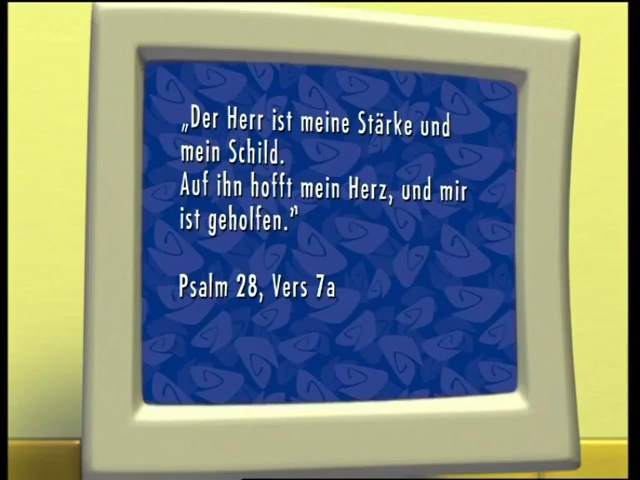 „Der Herr ist meine Stärke und
mein Schild.
Auf ihn hofft mein Herz, und mir
ist geholfen.”
Psalm 28, Vers 7a